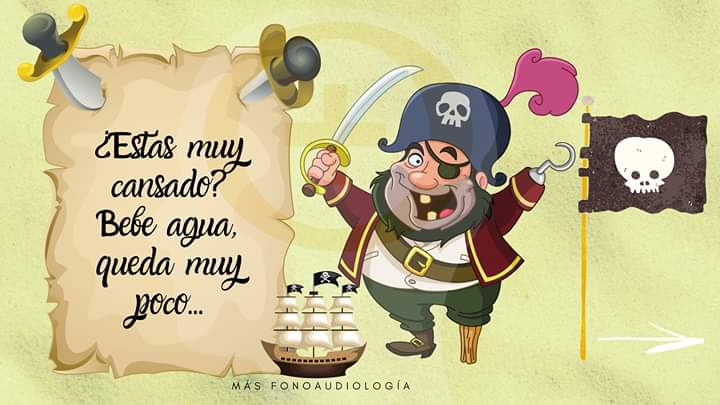 ¿Estas muy
cansado?
Bebe agua,
queda muy
poco...
MÁS FONOAUDIOLOGÍA